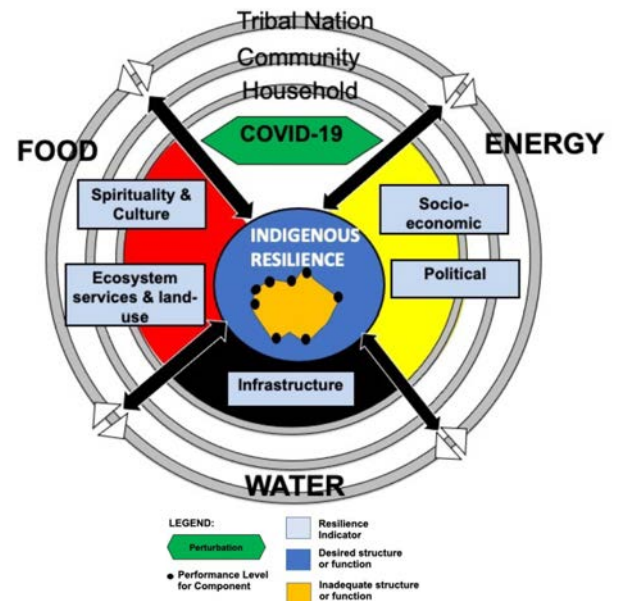 Tribal Nation
Community
Household
COVID-19
FOOD
ENERGY
Spirituality &
Culture
Socio-
economic
INDIGENOUS
RESILIENCE
Ecosystem
services & land-
use
Political
Infrastructure
WATER
LEGEND:
Perturbation
Performance Level
for Component
Resilience
Indicator
Desired structure
or function
Inadequate structure
or function